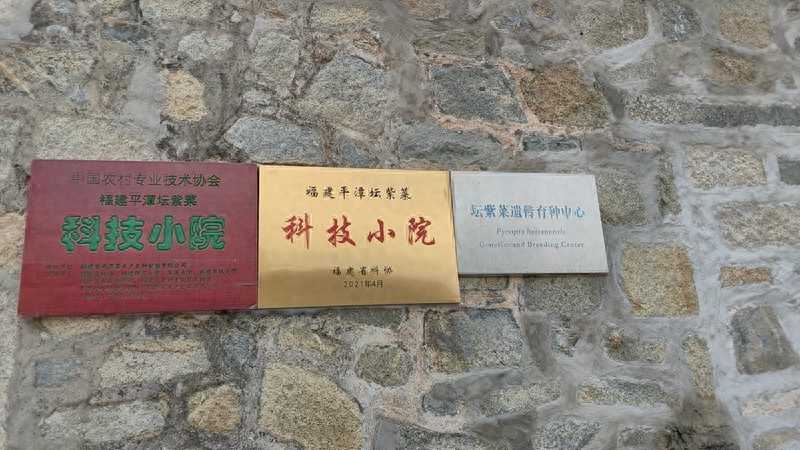 中国农村专业技术协会
福建平潭坛紫菜
科技小院
福建平潭坛紫菜
科技小院
福建省科协
2021年4月
坛紫菜遗传育种中心
Pyropia haitanensis
Genetics and Breeding Center